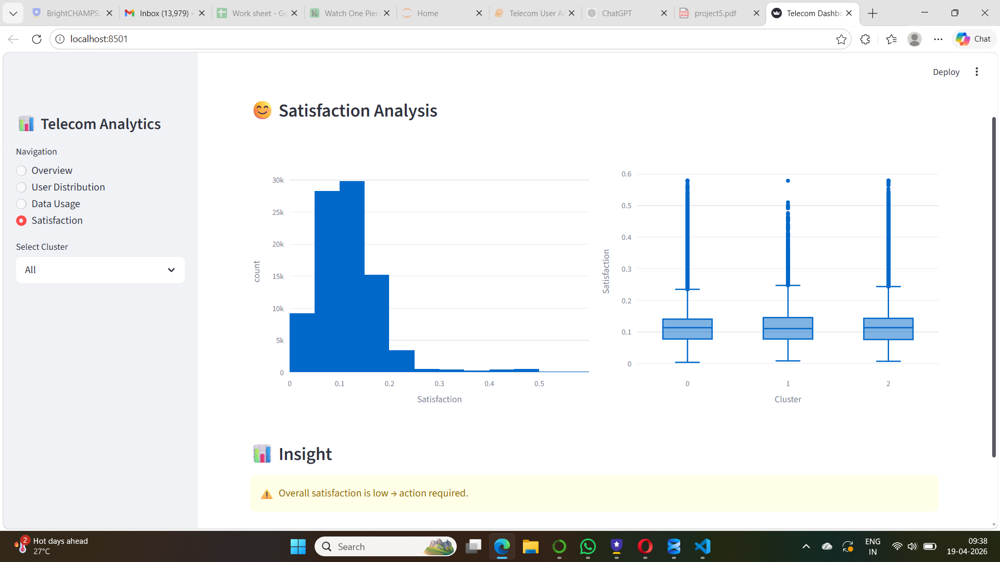 BrightCHAMPS:
Inbox (13,979) -
Work sheet - Go
Watch One Piec
Home
Telecom User Ar
ChatGPT
project5.pdf
Telecom Dashbo
localhost:8501
Chat
Deploy
Telecom Analytics
Navigation
Overview
User Distribution
Data Usage
Satisfaction
Select Cluster
All
😊 Satisfaction Analysis
30k
25k
20k
15k
10k
5k
0
count
0 0.1 0.2 0.3 0.4 0.5
Satisfaction
0.6
0.5
0.4
0.3
0.2
0.1
0
Satisfaction
0 1 2
Cluster
Insight
Overall satisfaction is low → action required.
2
Hot days ahead
27°C
Search
ENG
IN
09:38
19-04-2026